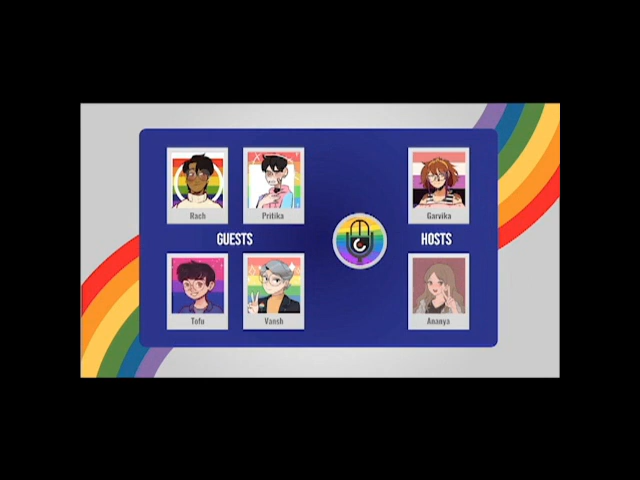 Rach
Pritika
Garvika
GUESTS
HOSTS
Tofu
Vansh
Ananya